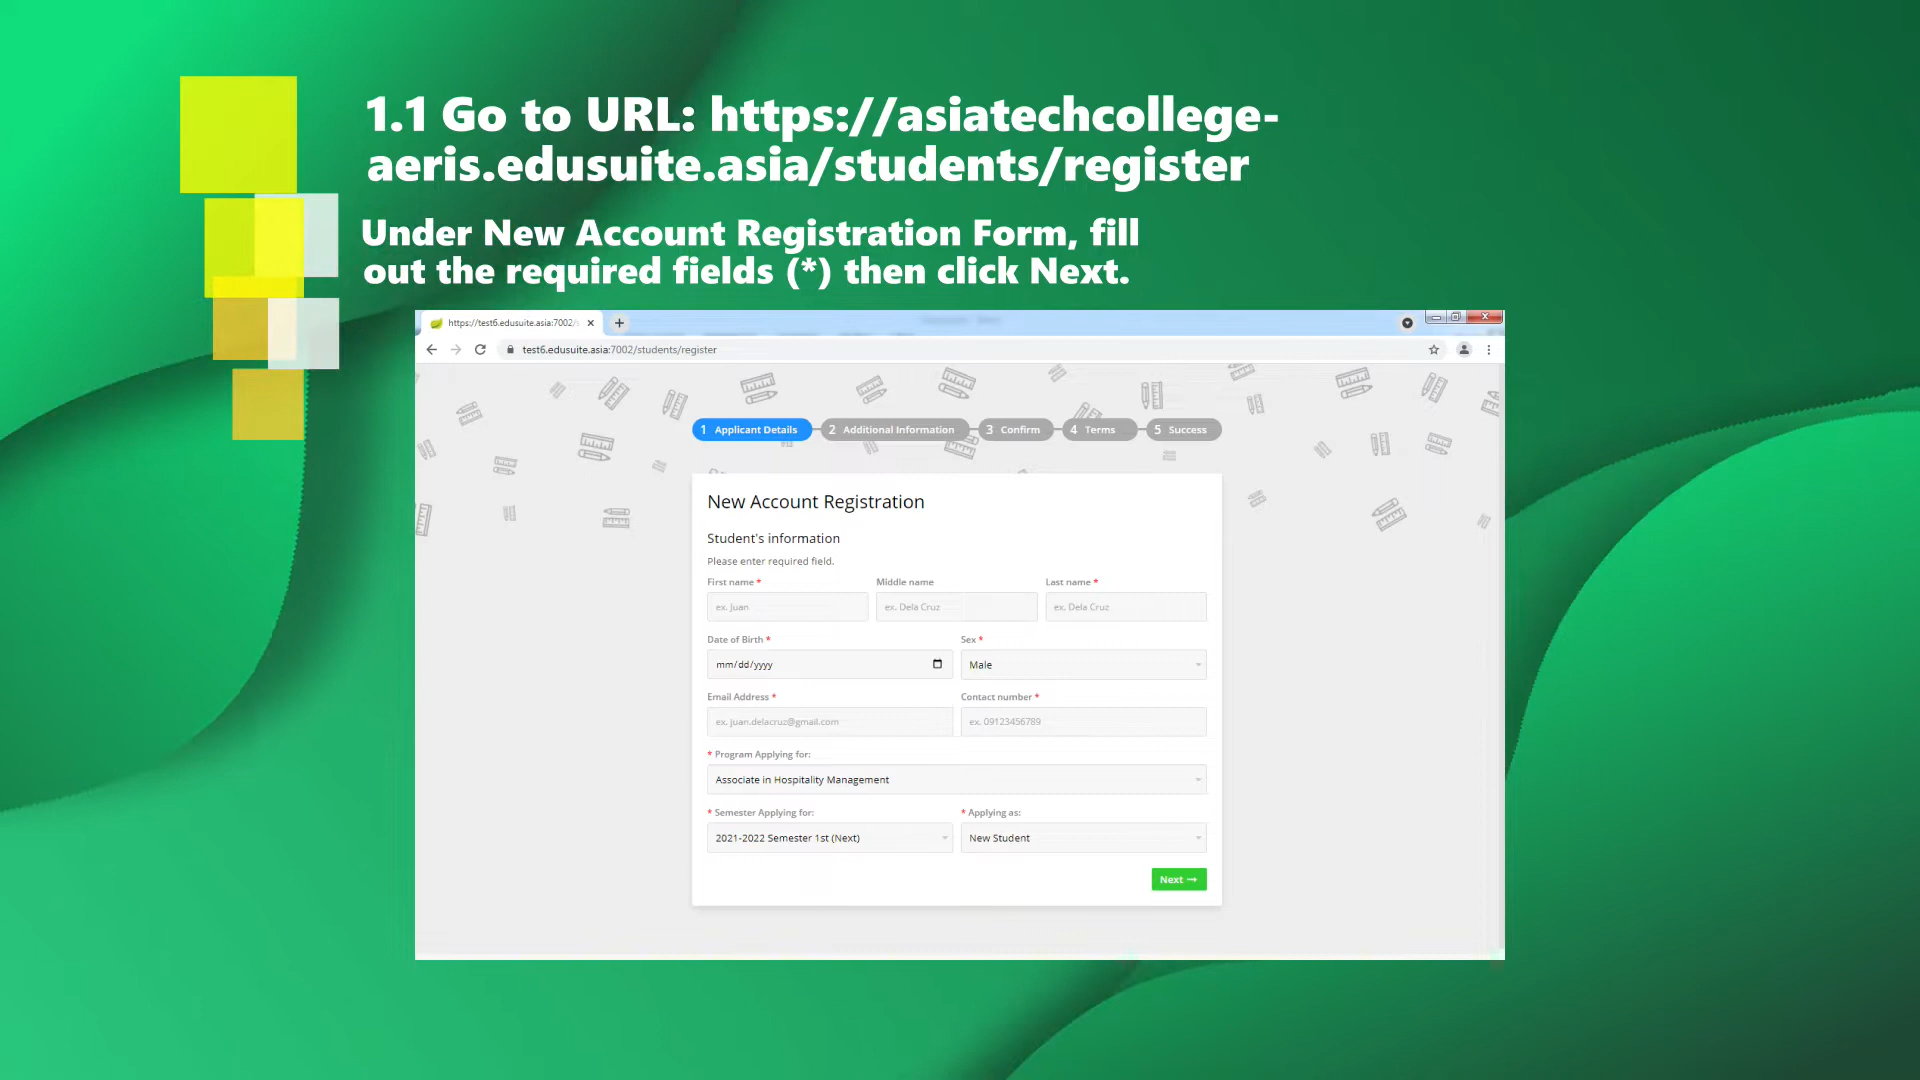 1.1 Go to URL: https://asiatechcollege-
aeris.edusuite.asia/students/register
Under New Account Registration Form, fill
out the required fields (*) then click Next.
https://test6.edusuite.asia:7002/s
test6.edusuite.asia:7002/students/register
1 Applicant Details 2 Additional Information 3 Confirm 4 Terms 5 Success
New Account Registration
Student's information
Please enter required field.
First name * Middle name Last name *
ex. Juan ex. Dela Cruz ex. Dela Cruz
Date of Birth * Sex *
mm/dd/yyyy Male
Email Address * Contact number *
ex. juan.delacruz@gmail.com ex. 09123456789
* Program Applying for:
Associate in Hospitality Management
* Semester Applying for: * Applying as:
2021-2022 Semester 1st (Next) New Student
Next →